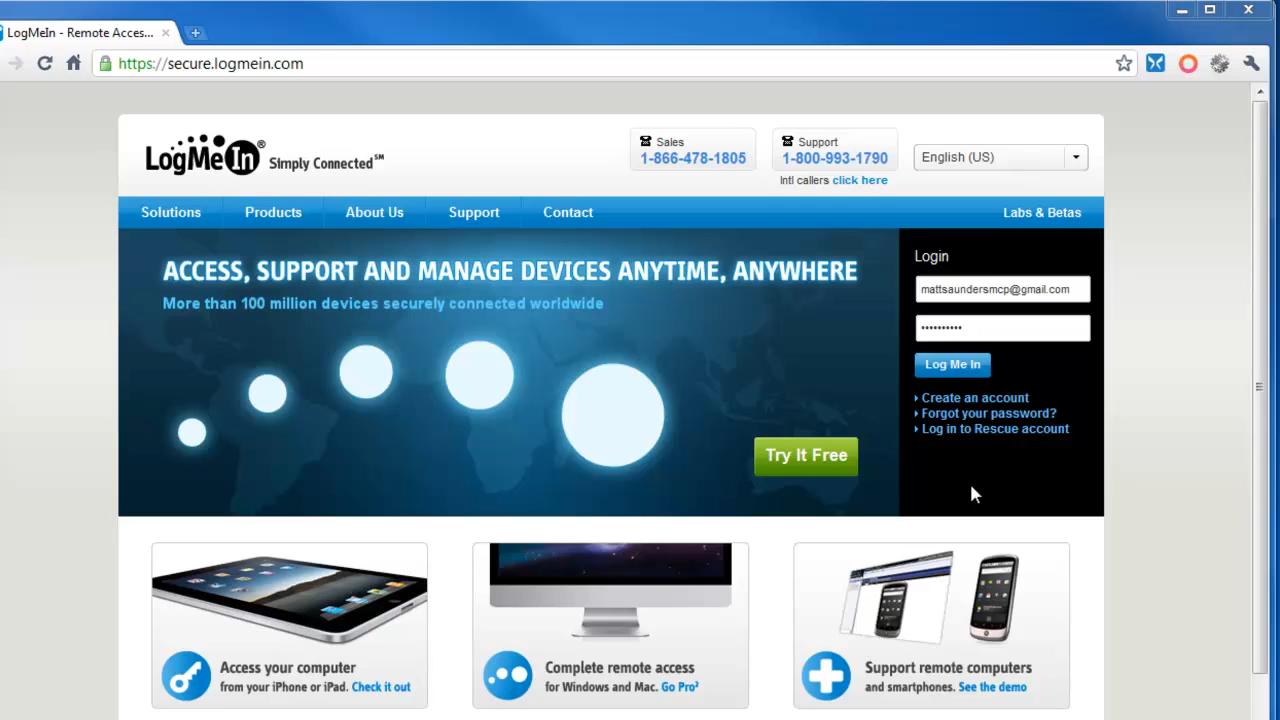 LogMeIn - Remote Acces...
https://secure.logmein.com
LogMeIn® Simply Connected℠
Sales
1-866-478-1805
Support
1-800-993-1790
Intl callers click here
English (US)
Solutions Products About Us Support Contact Labs & Betas
ACCESS, SUPPORT AND MANAGE DEVICES ANYTIME, ANYWHERE
More than 100 million devices securely connected worldwide
Try It Free
Login
mattsaundersmcp@gmail.com
••••••••••
Log Me In
Create an account
Forgot your password?
Log in to Rescue account
Access your computer
from your iPhone or iPad. Check it out
Complete remote access
for Windows and Mac. Go Pro²
Support remote computers
and smartphones. See the demo